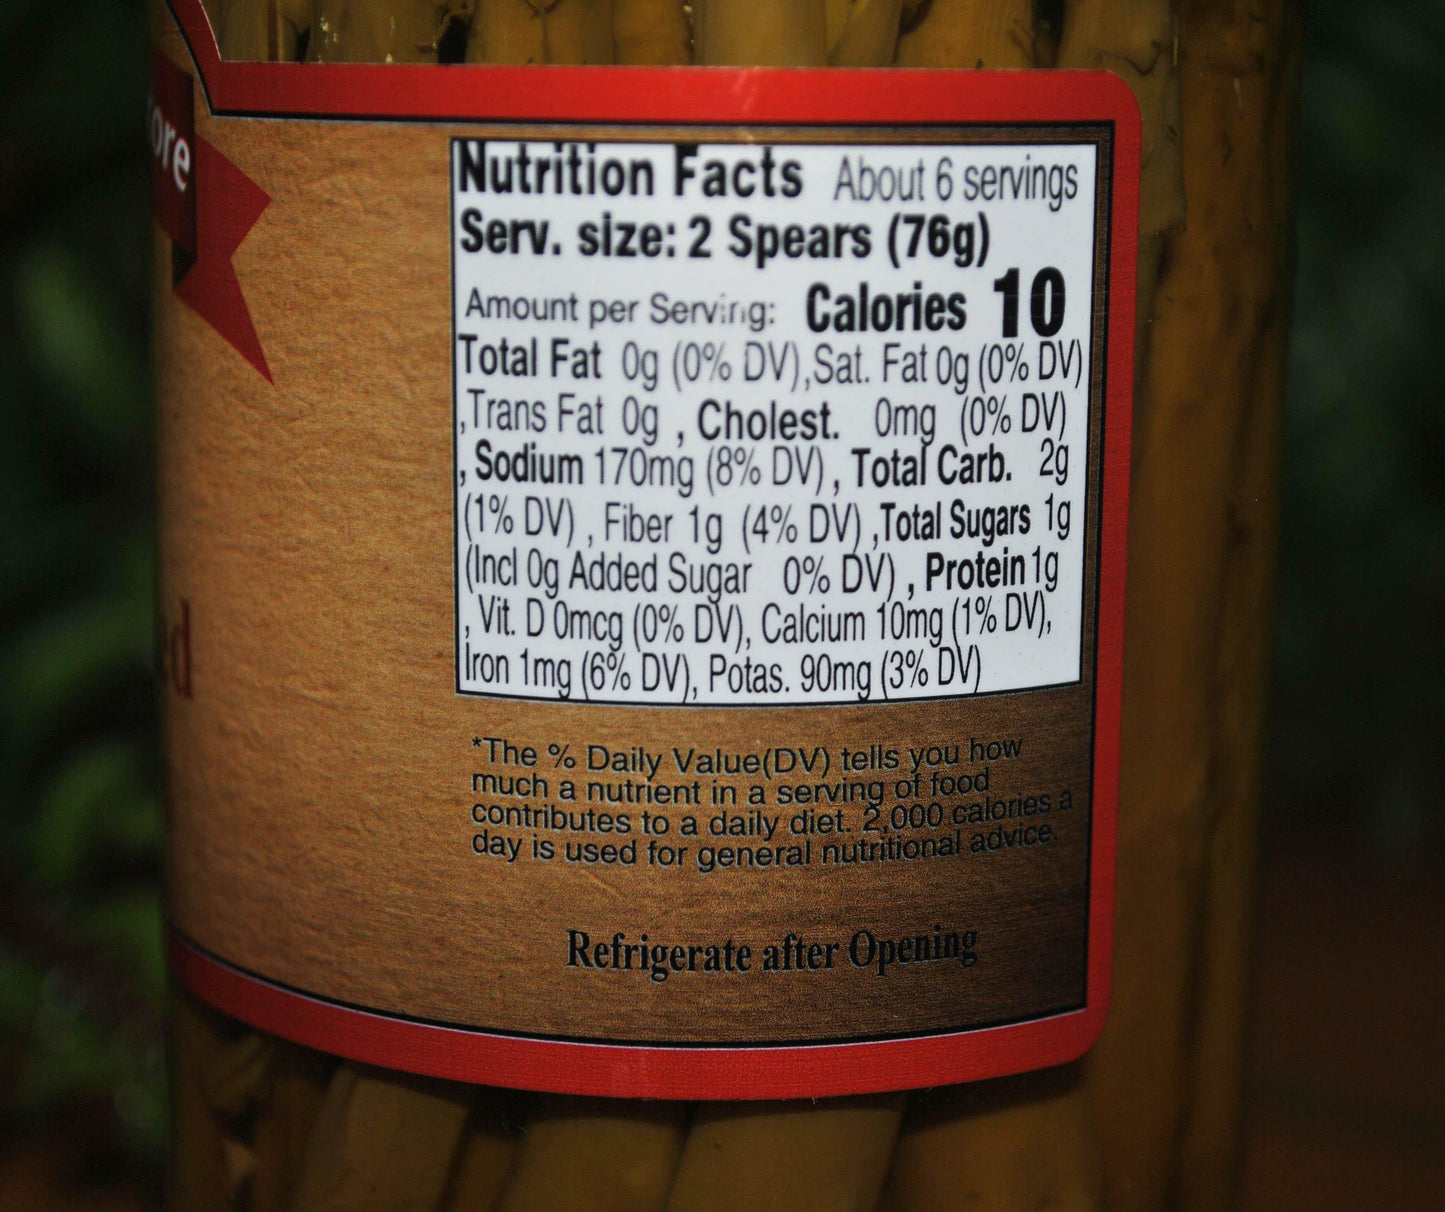 ore
Nutrition Facts About 6 servings
Serv. size: 2 Spears (76g)
Amount per Serving: Calories 10
Total Fat 0g (0% DV),Sat. Fat 0g (0% DV)
,Trans Fat 0g , Cholest. 0mg (0% DV)
, Sodium 170mg (8% DV) , Total Carb. 2g
(1% DV) , Fiber 1g (4% DV) ,Total Sugars 1g
(Incl 0g Added Sugar 0% DV) , Protein 1g
, Vit. D 0mcg (0% DV), Calcium 10mg (1% DV),
Iron 1mg (6% DV), Potas. 90mg (3% DV)
ed
*The % Daily Value(DV) tells you how
much a nutrient in a serving of food
contributes to a daily diet. 2,000 calories a
day is used for general nutritional advice.
Refrigerate after Opening